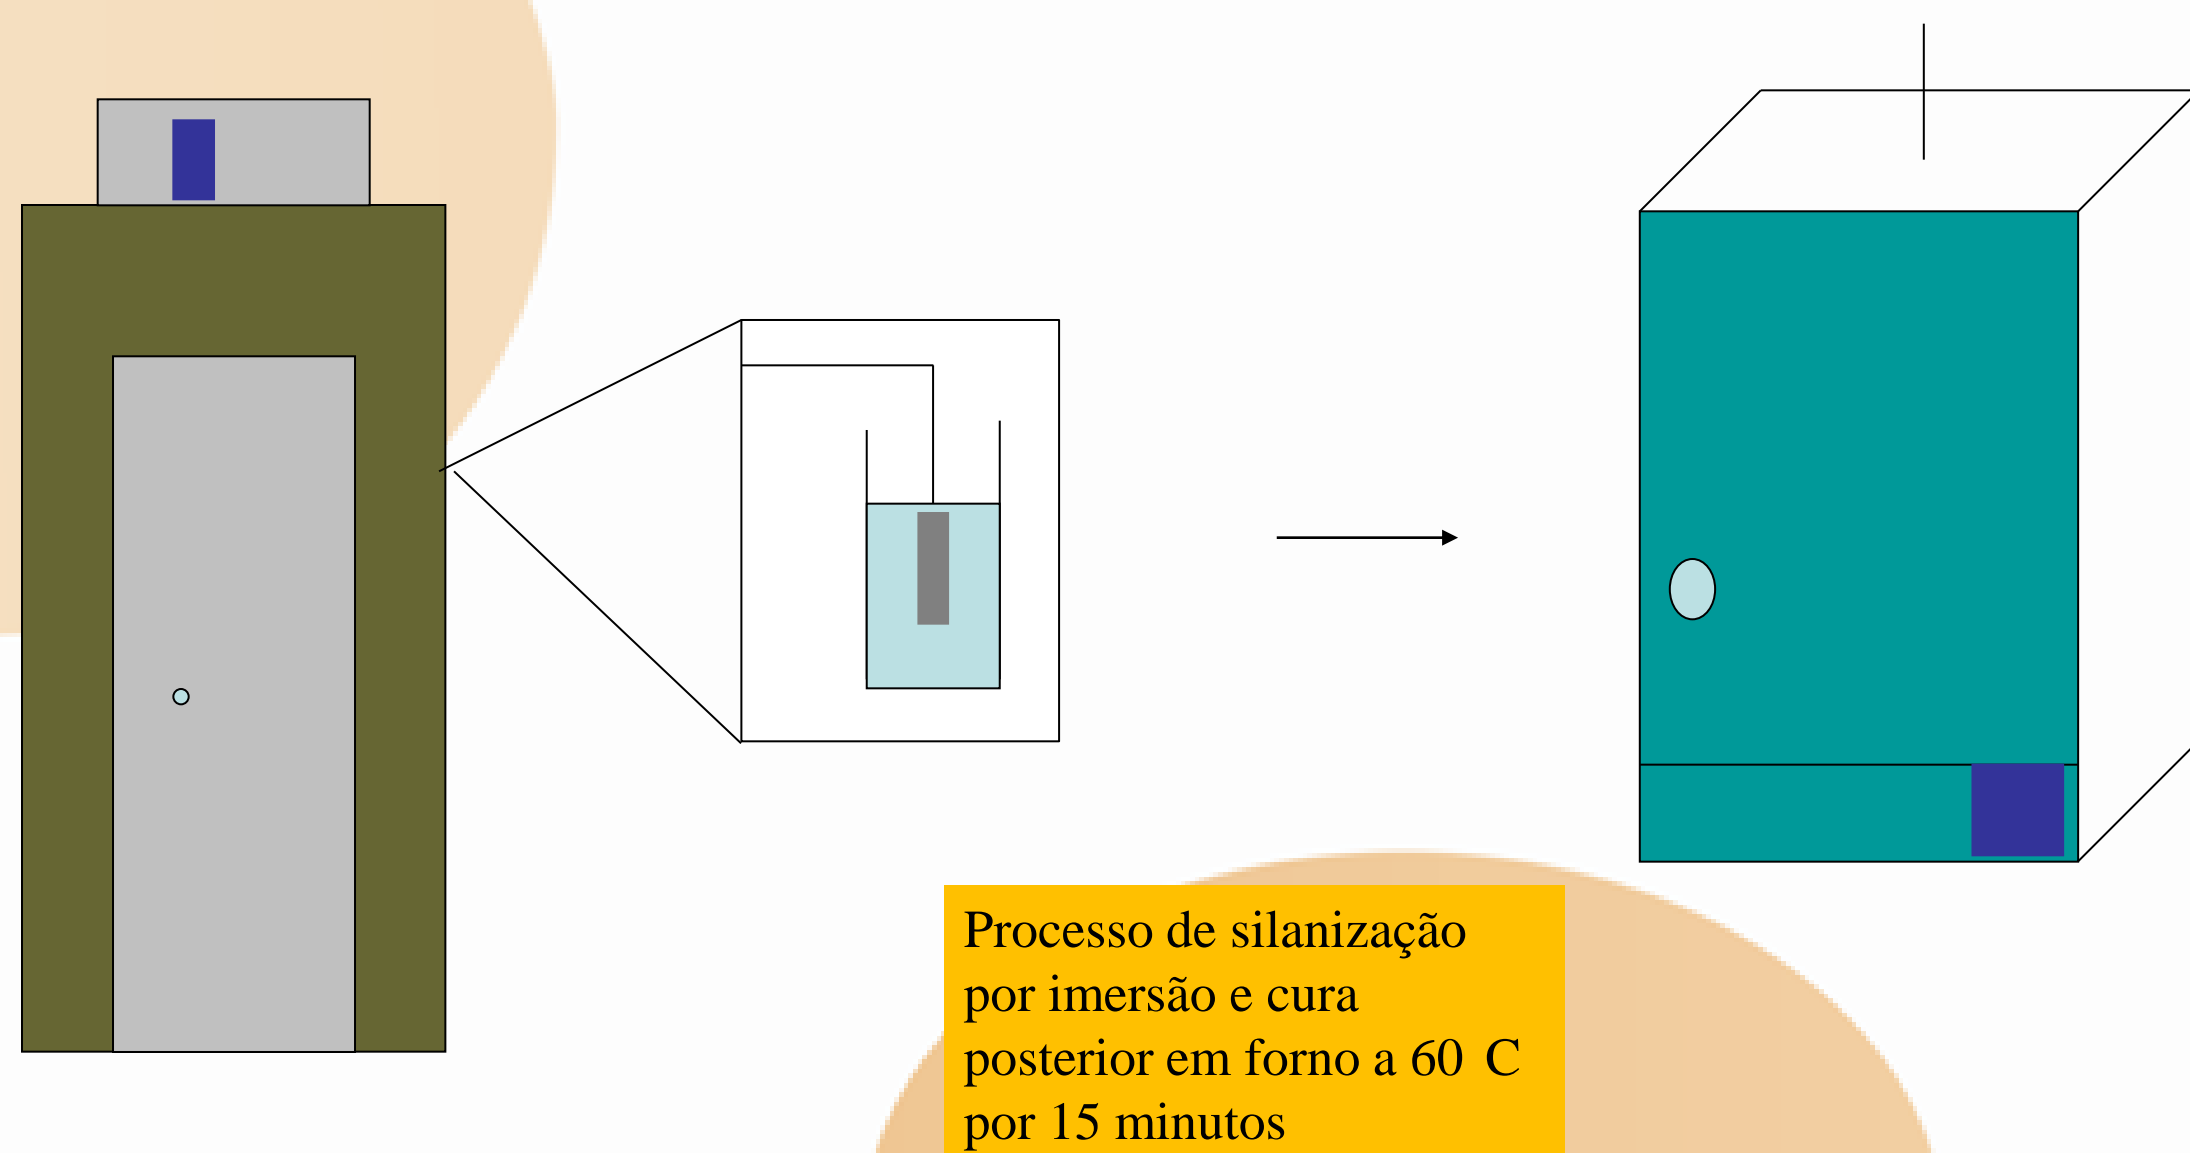 Processo de silanização
por imersão e cura
posterior em forno a 60 C
por 15 minutos